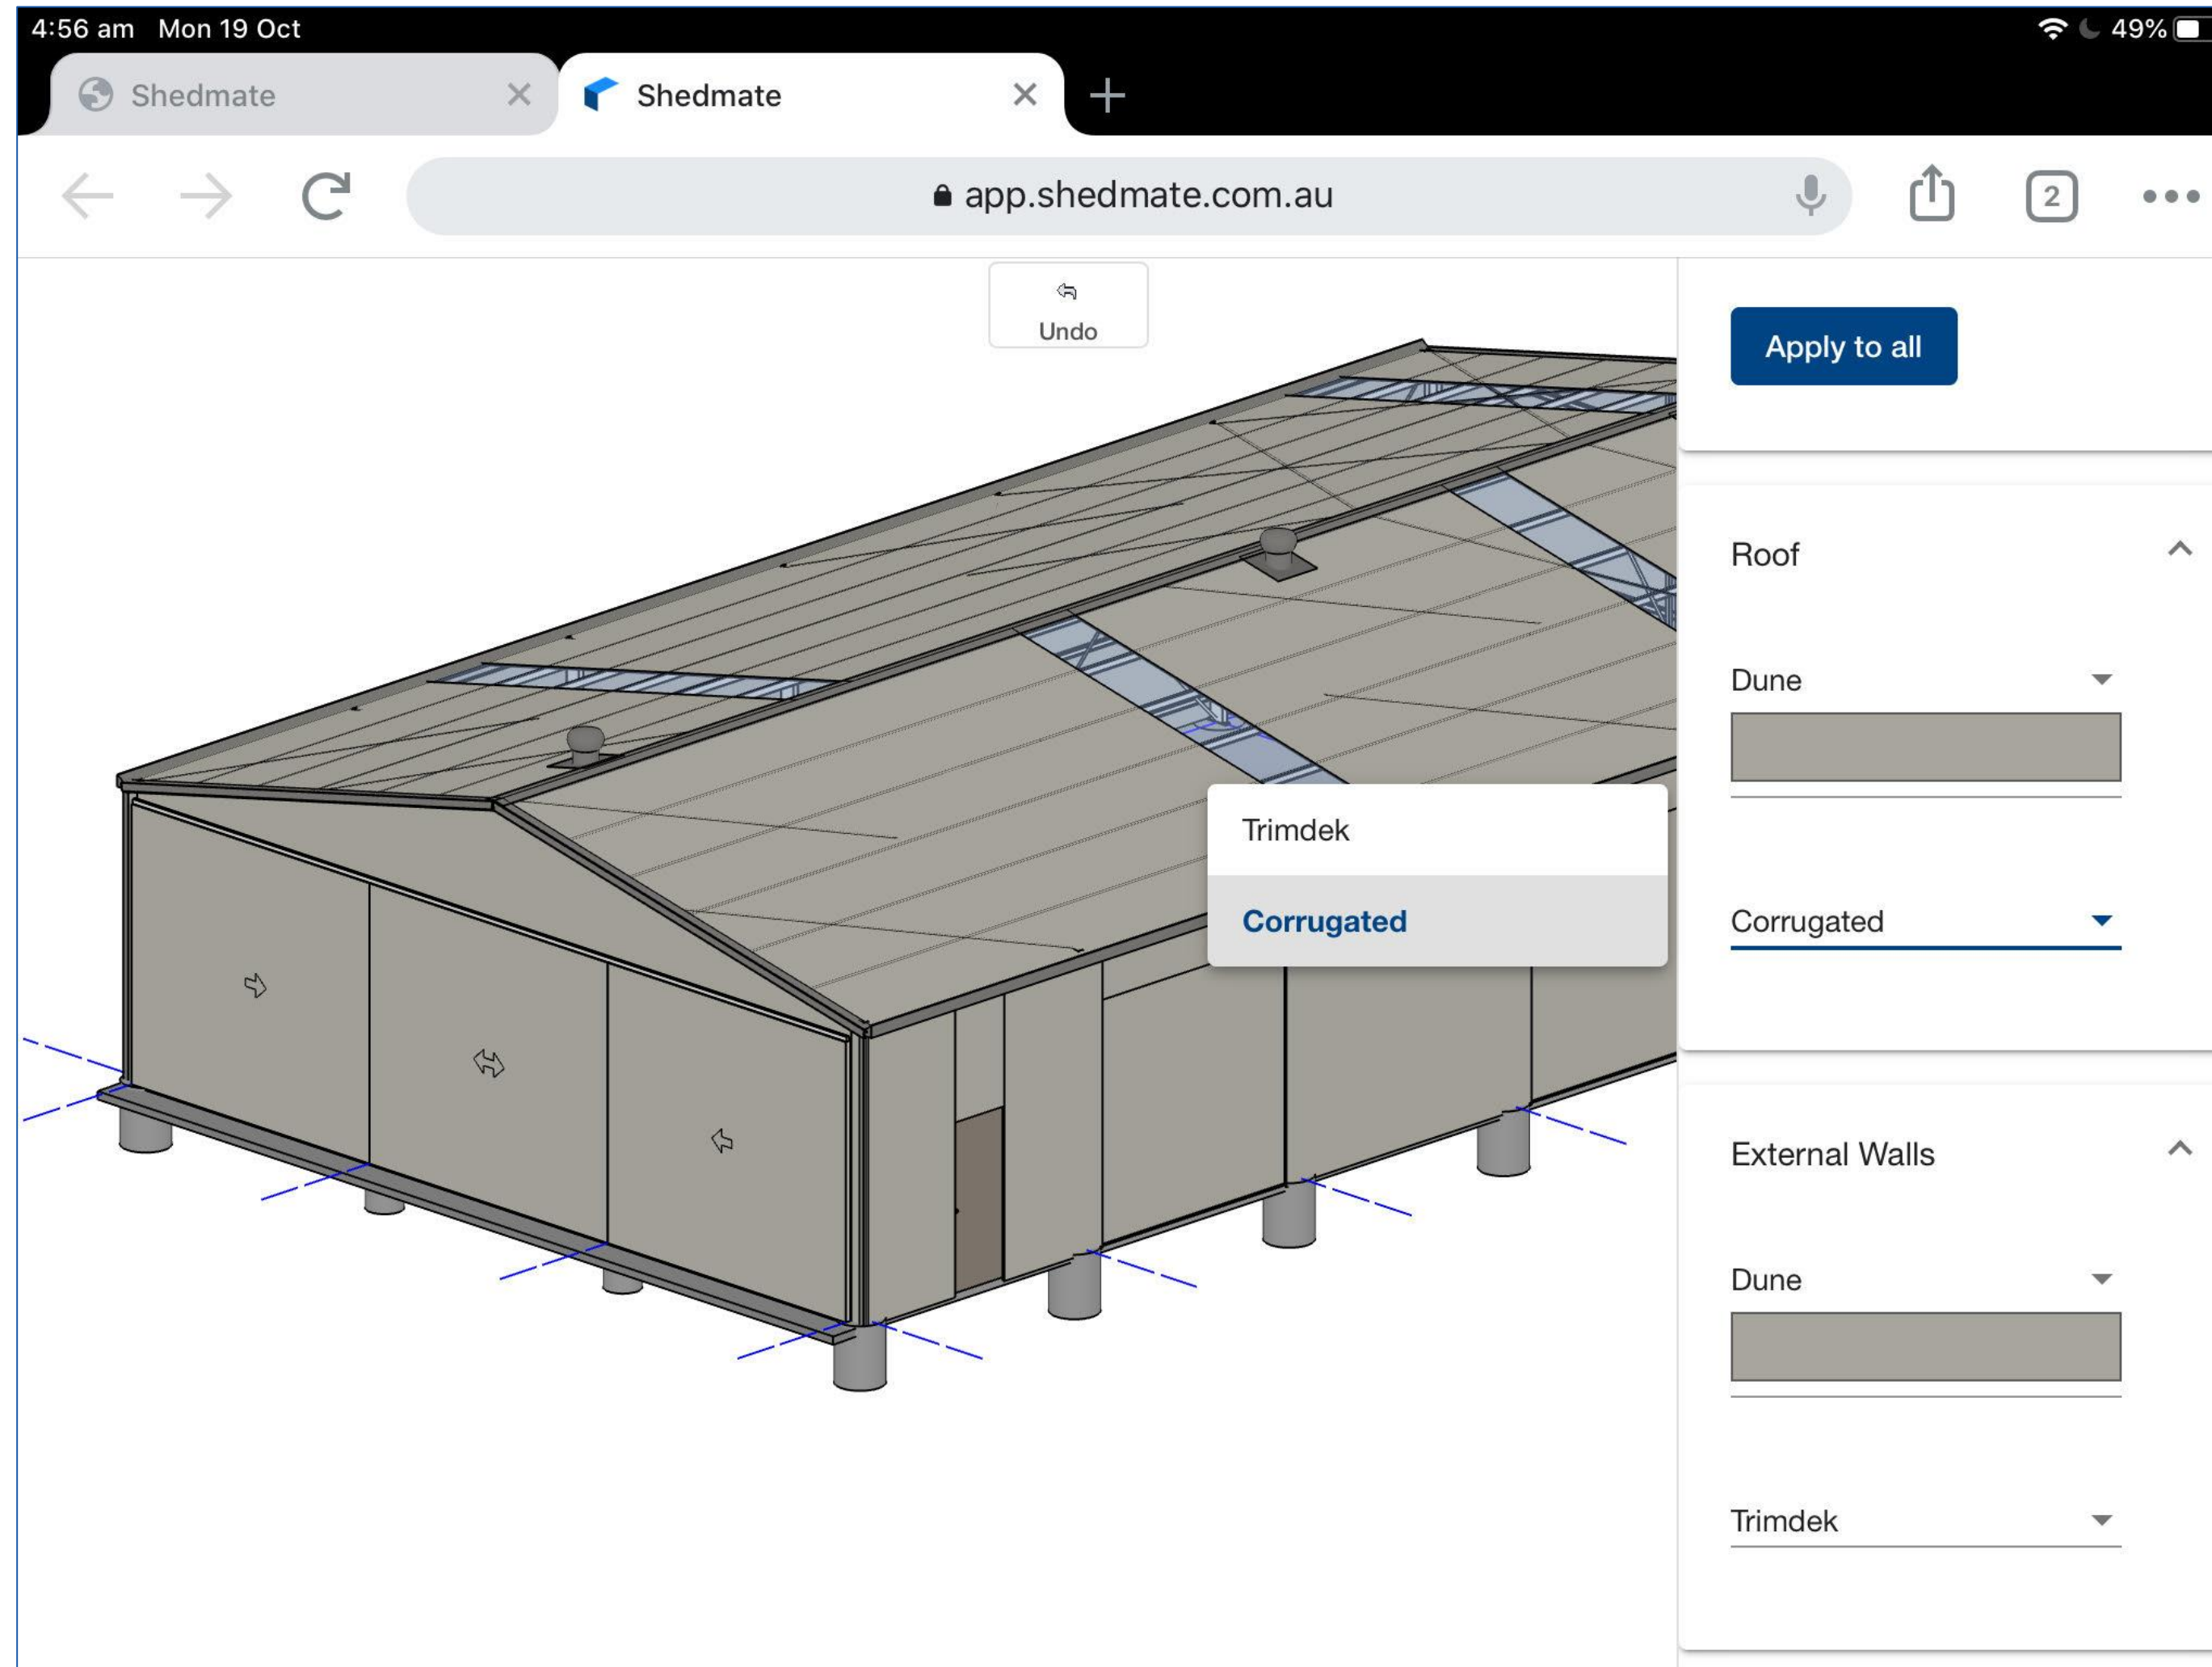 4:56 am Mon 19 Oct
49%
Shedmate
Shedmate
app.shedmate.com.au
2
Undo
Apply to all
Roof
Dune
Trimdek
Corrugated
Corrugated
External Walls
Dune
Trimdek